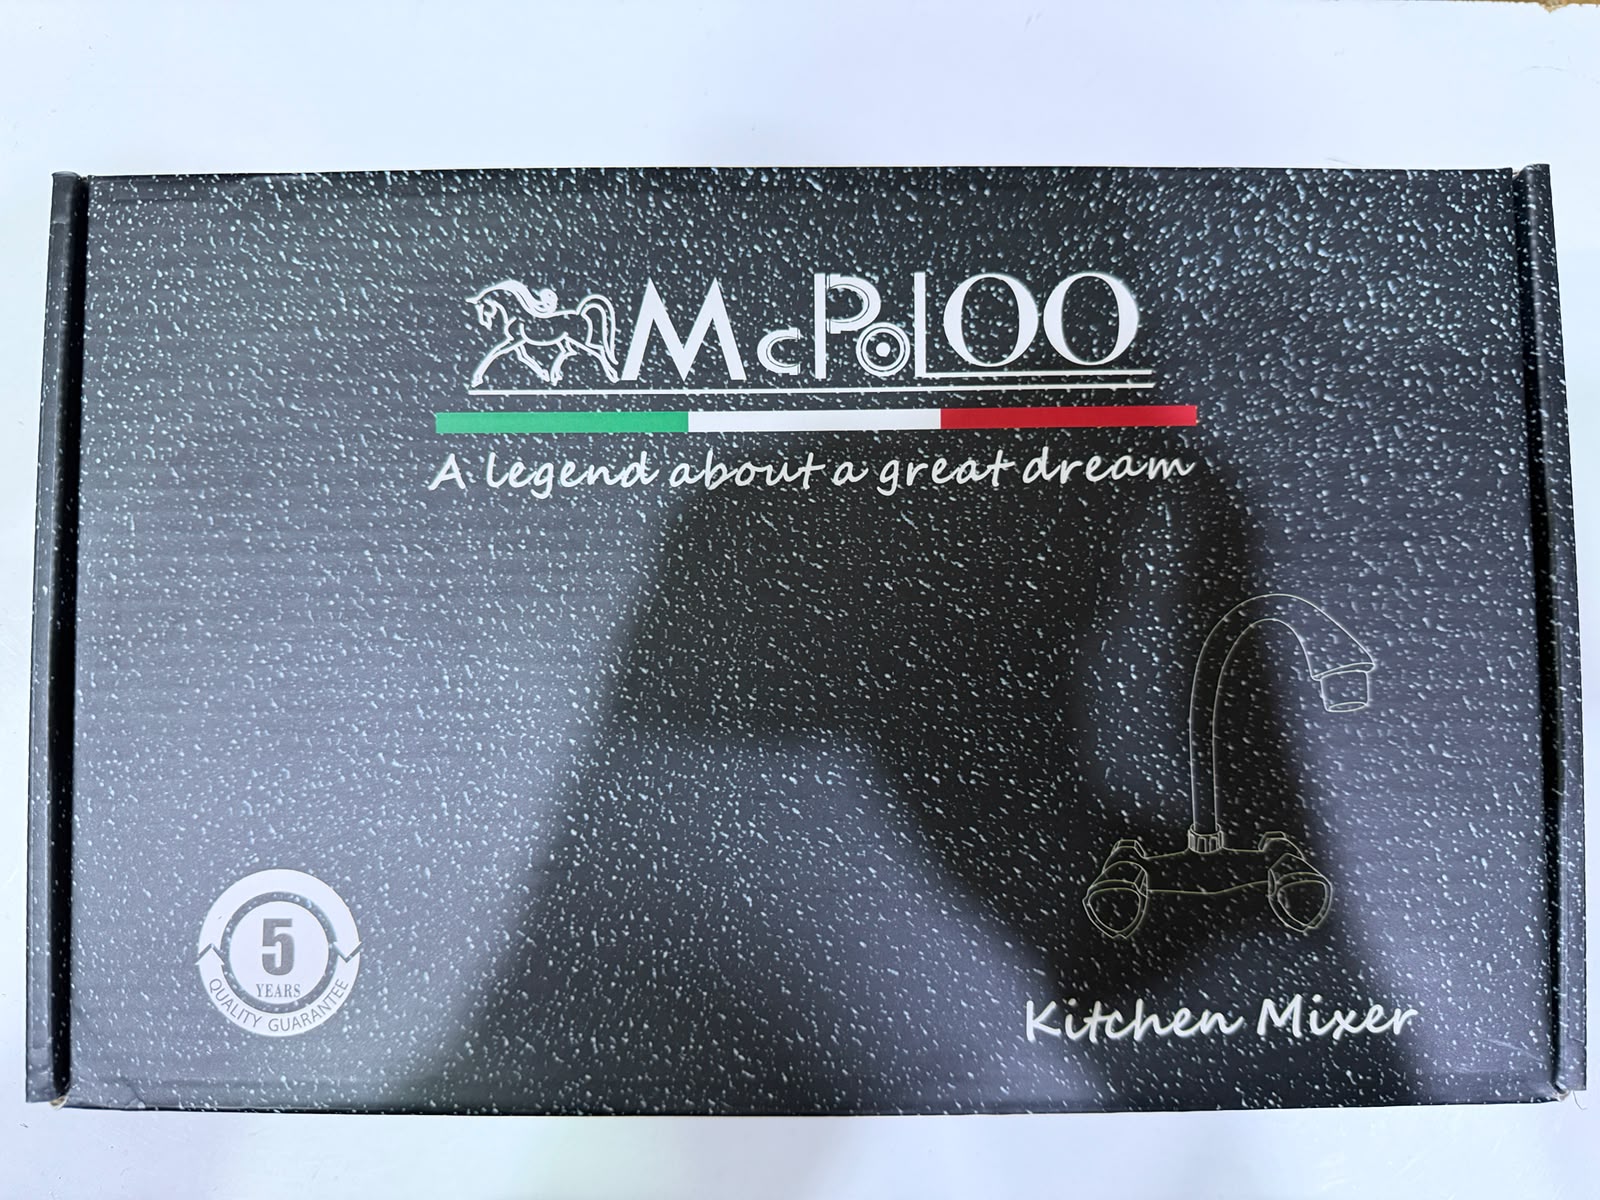 McPoLOO
A legend about a great dream
5
YEARS
QUALITY GUARANTEE
Kitchen Mixer